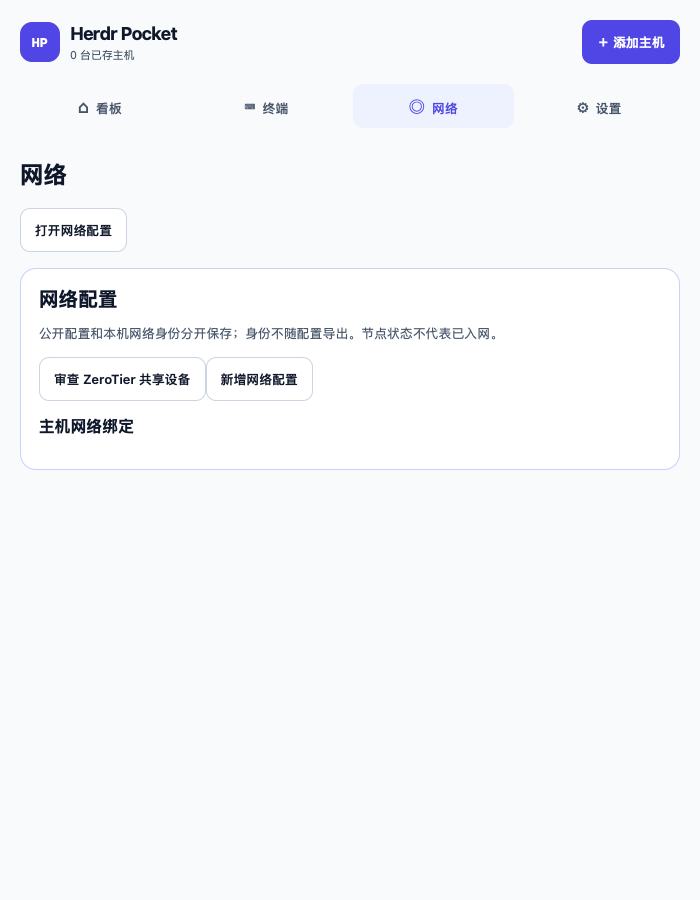 HP
Herdr Pocket
0 台已存主机
+ 添加主机
看板
终端
网络
设置
网络
打开网络配置
网络配置
公开配置和本机网络身份分开保存；身份不随配置导出。节点状态不代表已入网。
审查 ZeroTier 共享设备
新增网络配置
主机网络绑定